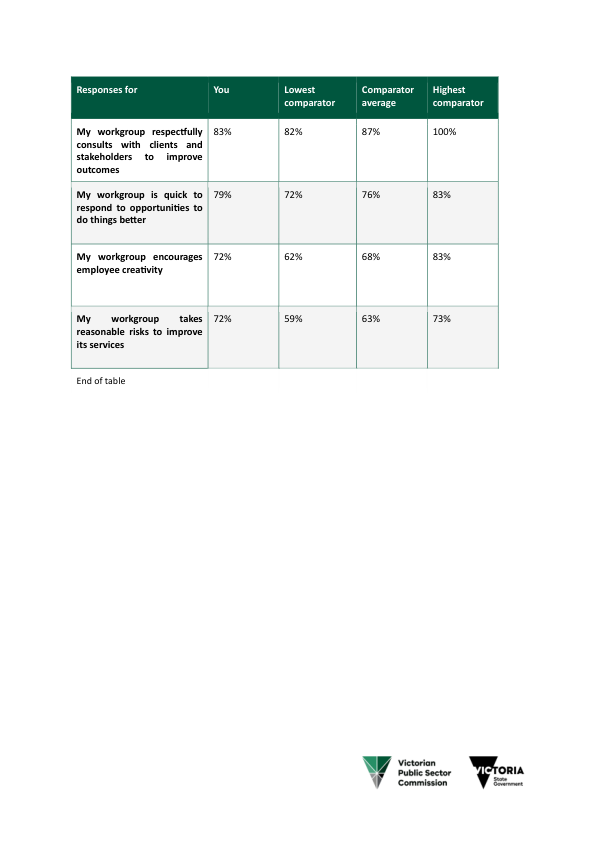 Responses for You Lowest comparator Comparator average Highest comparator
My workgroup respectfully consults with clients and stakeholders to improve outcomes 83% 82% 87% 100%
My workgroup is quick to respond to opportunities to do things better 79% 72% 76% 83%
My workgroup encourages employee creativity 72% 62% 68% 83%
My workgroup takes reasonable risks to improve its services 72% 59% 63% 73%
End of table
Victorian
Public Sector
Commission
VICTORIA
State
Government